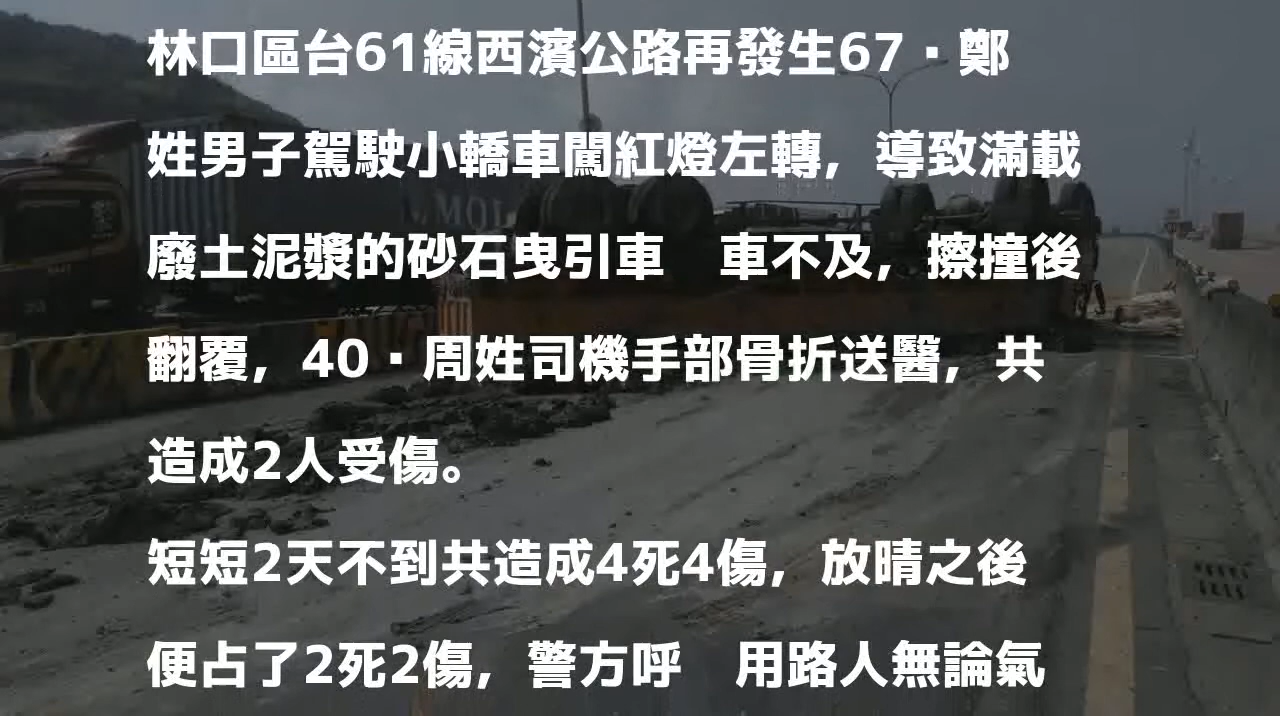 林口區台61線西濱公路再發生67▪鄭
姓男子駕駛小轎車闖紅燈左轉，導致滿載
廢土泥漿的砂石曳引車　車不及，擦撞後
翻覆，40▪周姓司機手部骨折送醫，共
造成2人受傷。
短短2天不到共造成4死4傷，放晴之後
便占了2死2傷，警方呼　用路人無論氣
MOL